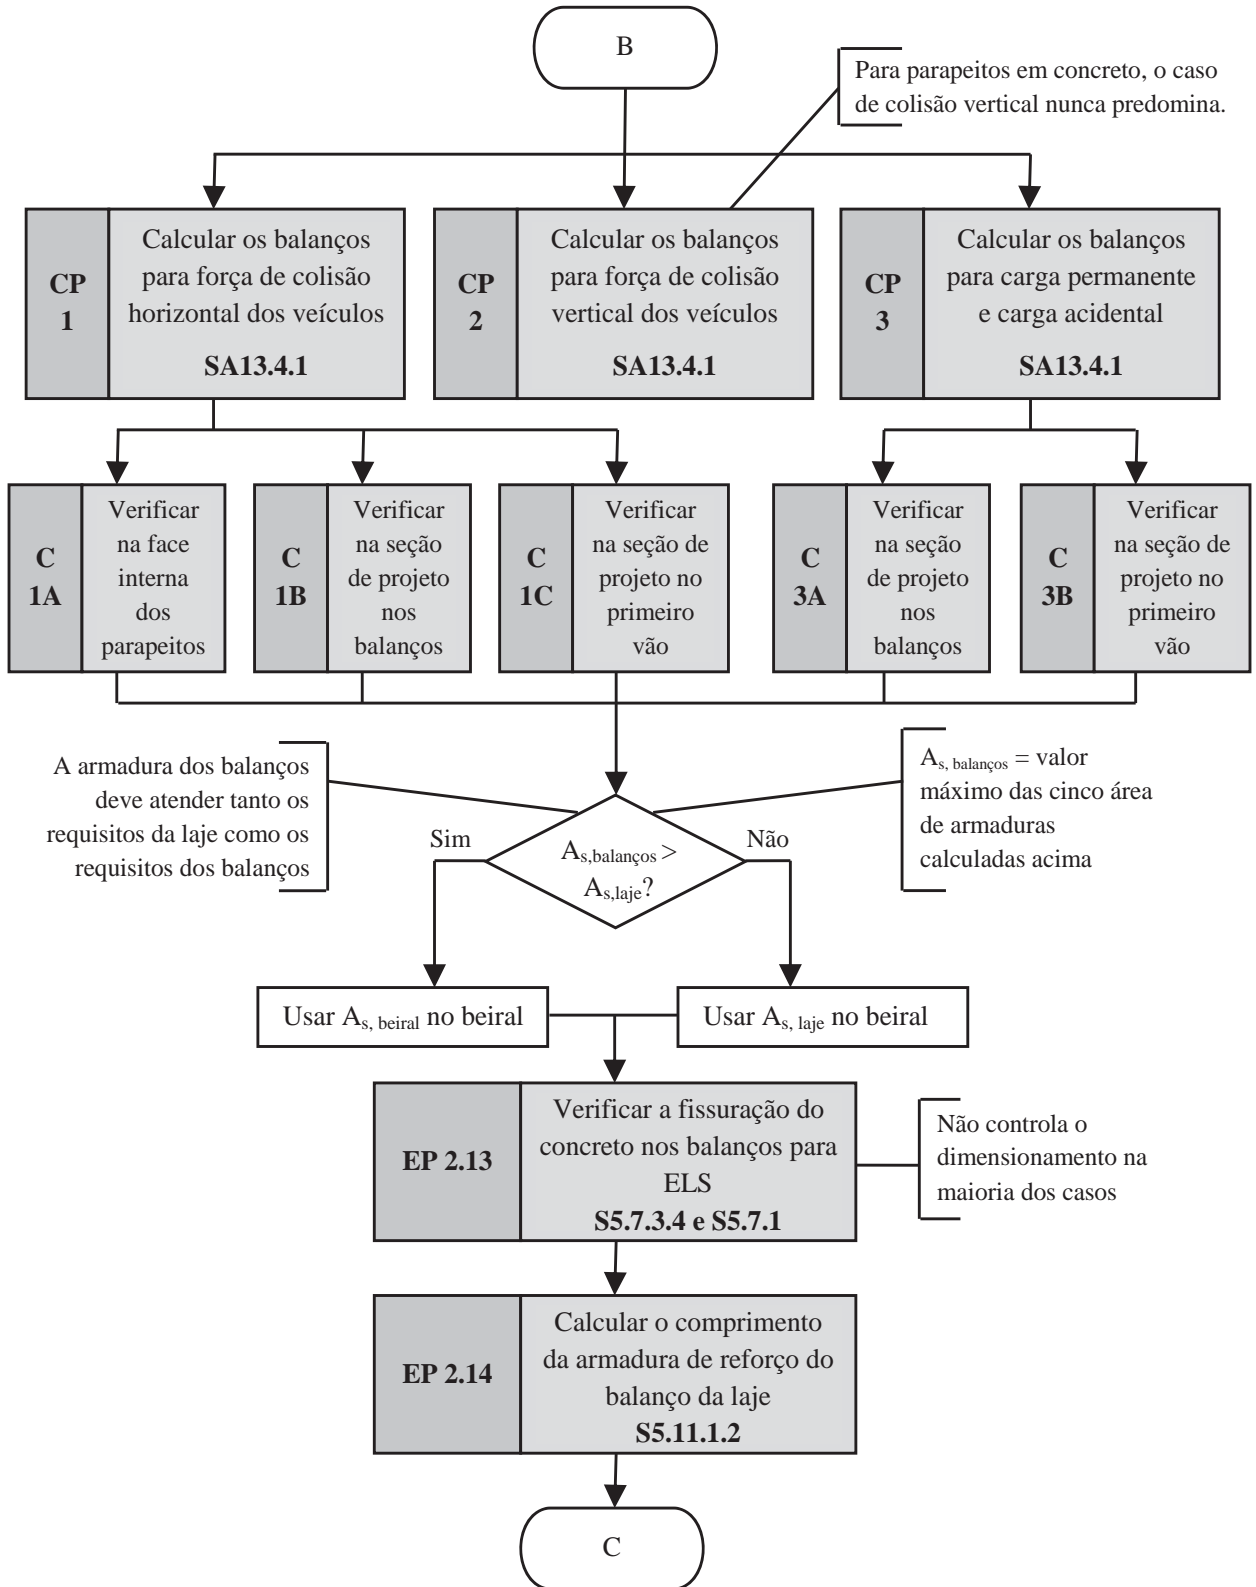 B
Para parapeitos em concreto, o caso
de colisão vertical nunca predomina.
CP
1
Calcular os balanços
para força de colisão
horizontal dos veículos
SA13.4.1
CP
2
Calcular os balanços
para força de colisão
vertical dos veículos
SA13.4.1
CP
3
Calcular os balanços
para carga permanente
e carga acidental
SA13.4.1
C
1A
Verificar
na face
interna
dos
parapeitos
C
1B
Verificar
na seção
de projeto
nos
balanços
C
1C
Verificar
na seção de
projeto no
primeiro
vão
C
3A
Verificar
na seção
de projeto
nos
balanços
C
3B
Verificar
na seção de
projeto no
primeiro
vão
A armadura dos balanços
deve atender tanto os
requisitos da laje como os
requisitos dos balanços
As, balanços = valor
máximo das cinco área
de armaduras
calculadas acima
Sim
Não
As,balanços >
As,laje?
Usar As, beiral no beiral
Usar As, laje no beiral
EP 2.13
Verificar a fissuração do
concreto nos balanços para
ELS
S5.7.3.4 e S5.7.1
Não controla o
dimensionamento na
maioria dos casos
EP 2.14
Calcular o comprimento
da armadura de reforço do
balanço da laje
S5.11.1.2
C